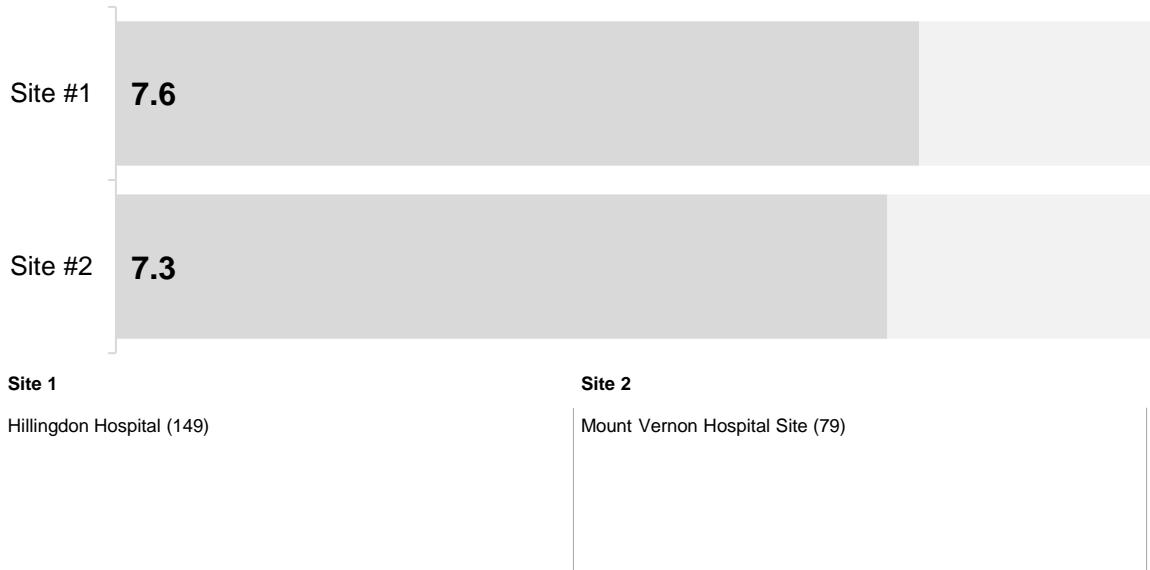 Site #1 7.6
Site #2 7.3
Site 1 Site 2
Hillingdon Hospital (149) Mount Vernon Hospital Site (79)